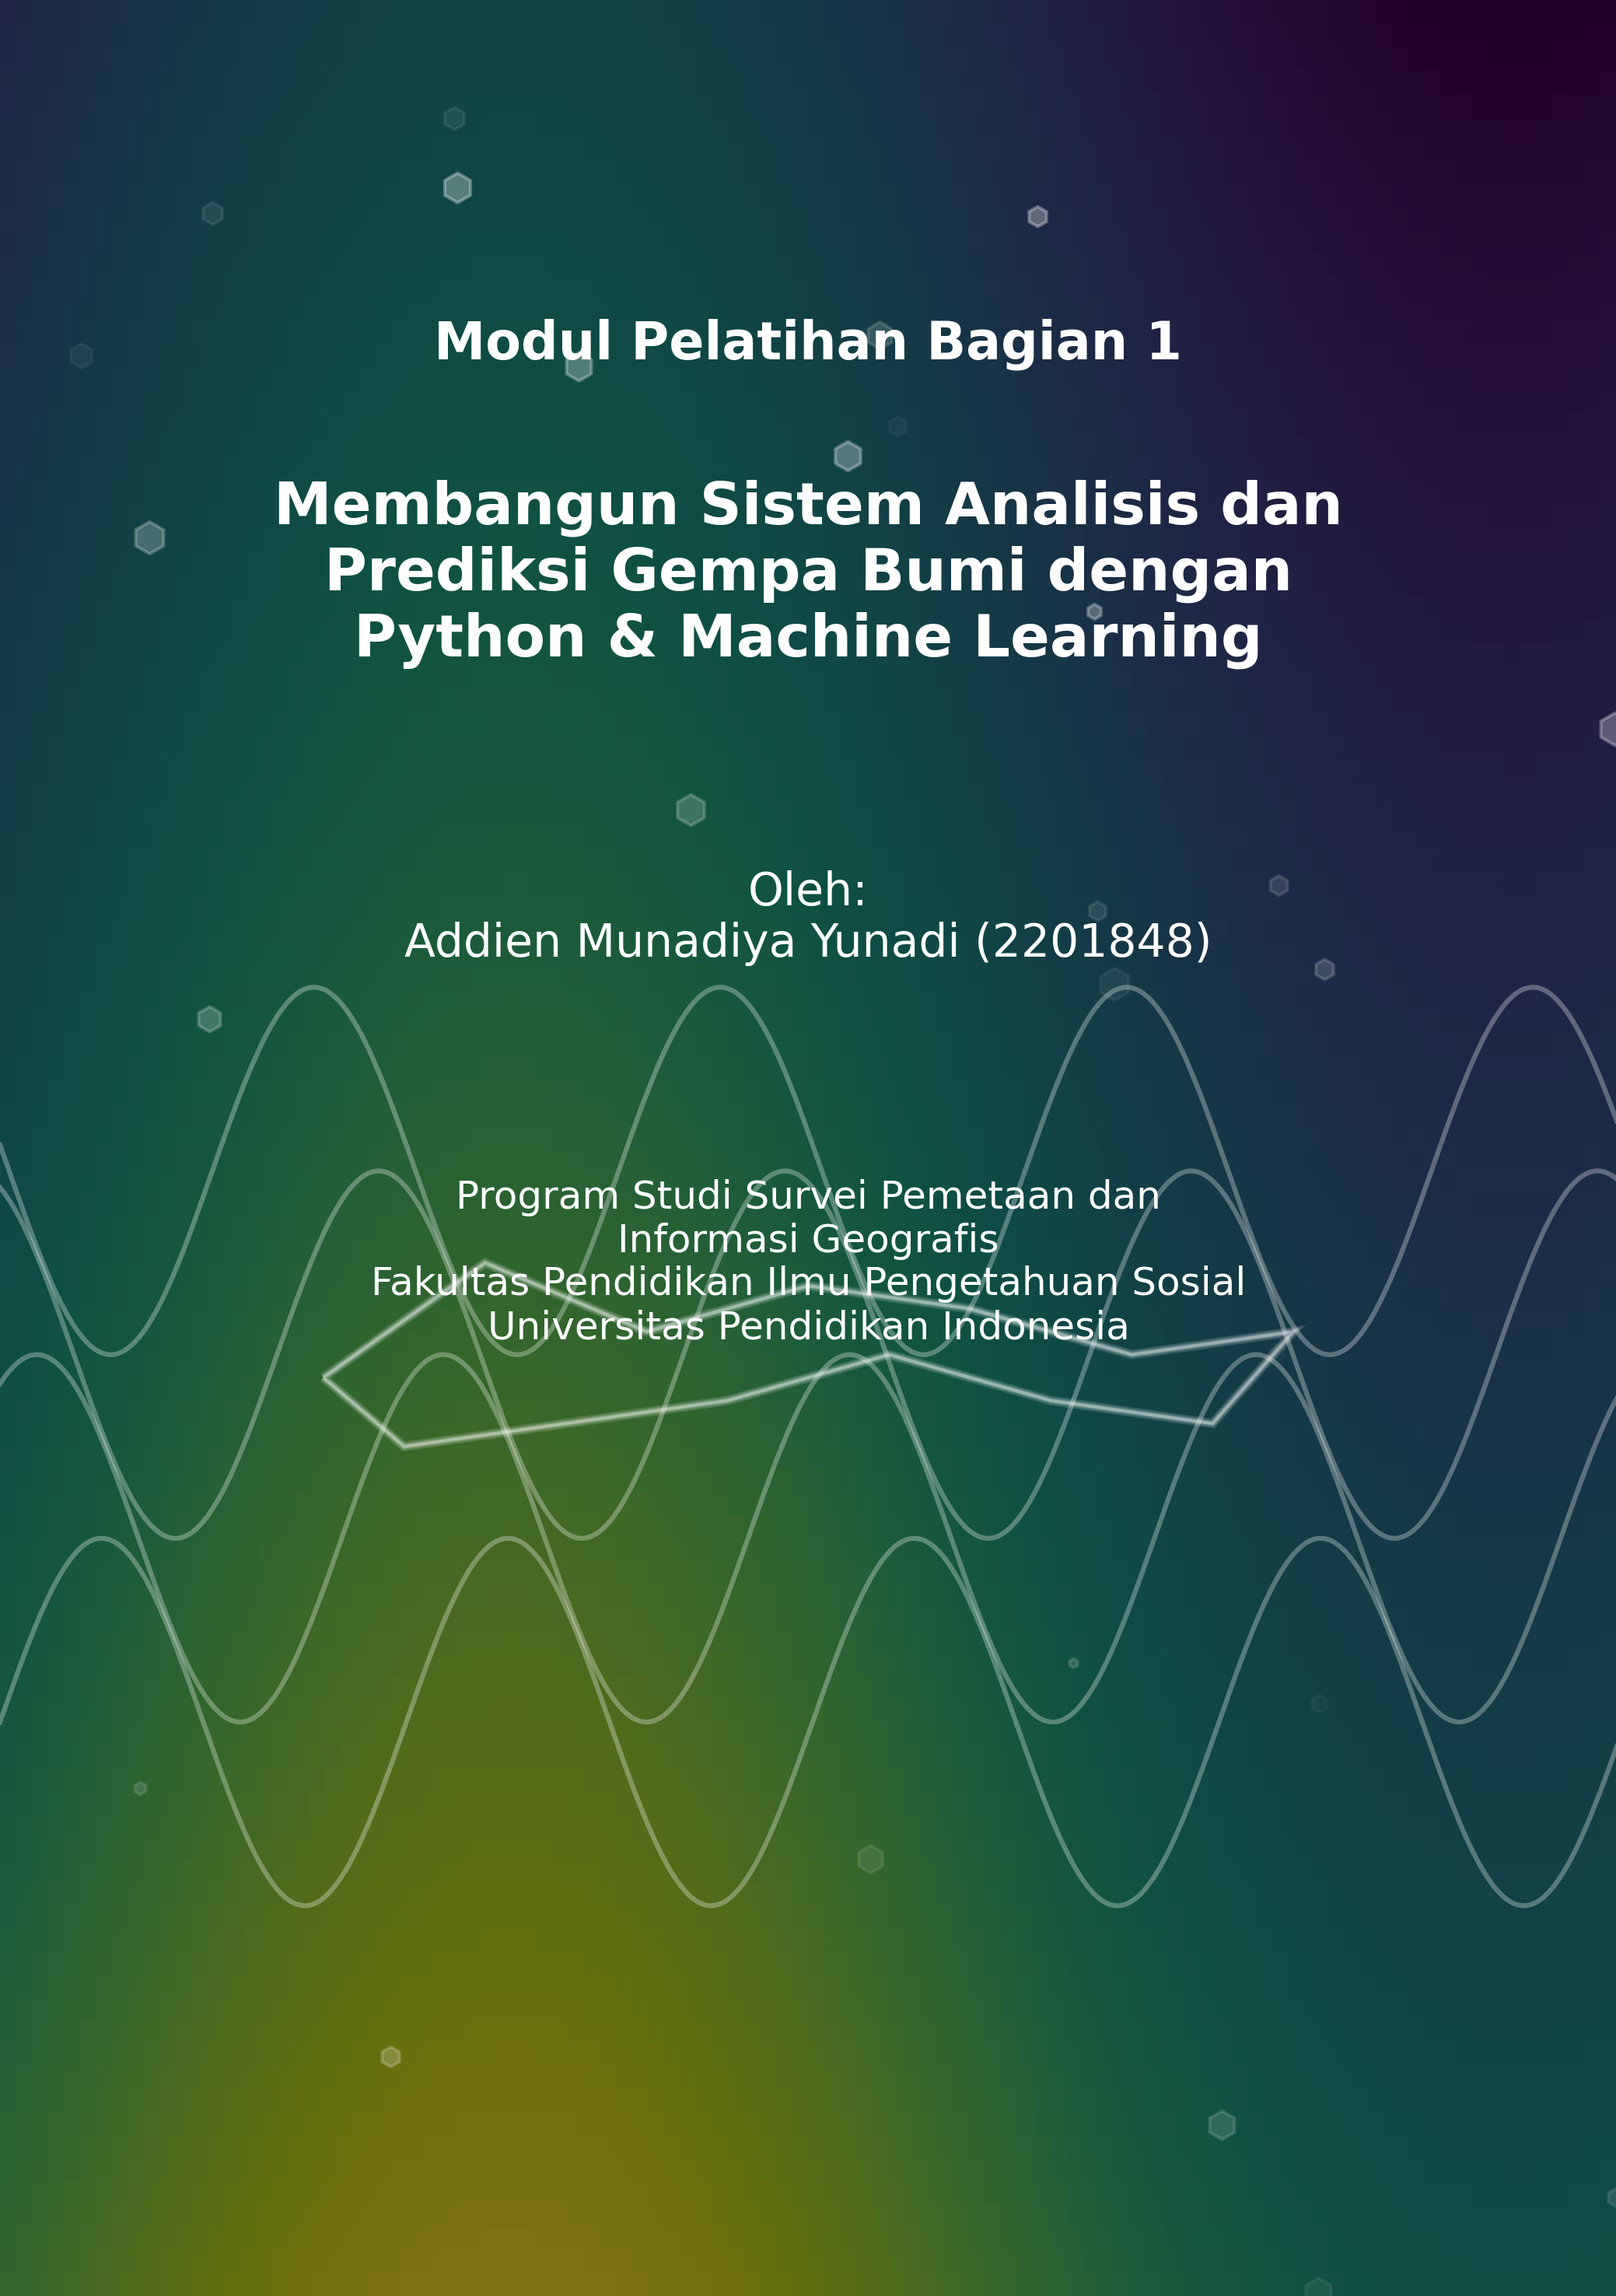 Modul Pelatihan Bagian 1
Membangun Sistem Analisis dan
Prediksi Gempa Bumi dengan
Python & Machine Learning
Oleh:
Addien Munadiya Yunadi (2201848)
Program Studi Survei Pemetaan dan
Informasi Geografis
Fakultas Pendidikan Ilmu Pengetahuan Sosial
Universitas Pendidikan Indonesia